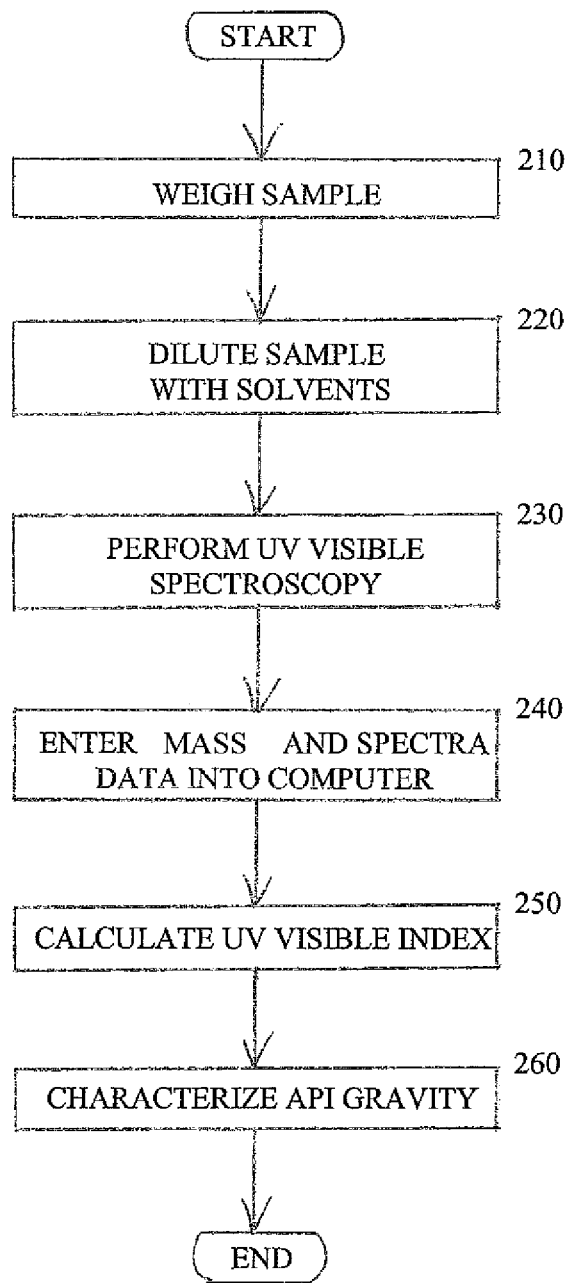 START
210
WEIGH SAMPLE
220
DILUTE SAMPLE
WITH SOLVENTS
230
PERFORM UV VISIBLE
SPECTROSCOPY
240
ENTER MASS AND SPECTRA
DATA INTO COMPUTER
250
CALCULATE UV VISIBLE INDEX
260
CHARACTERIZE API GRAVITY
END